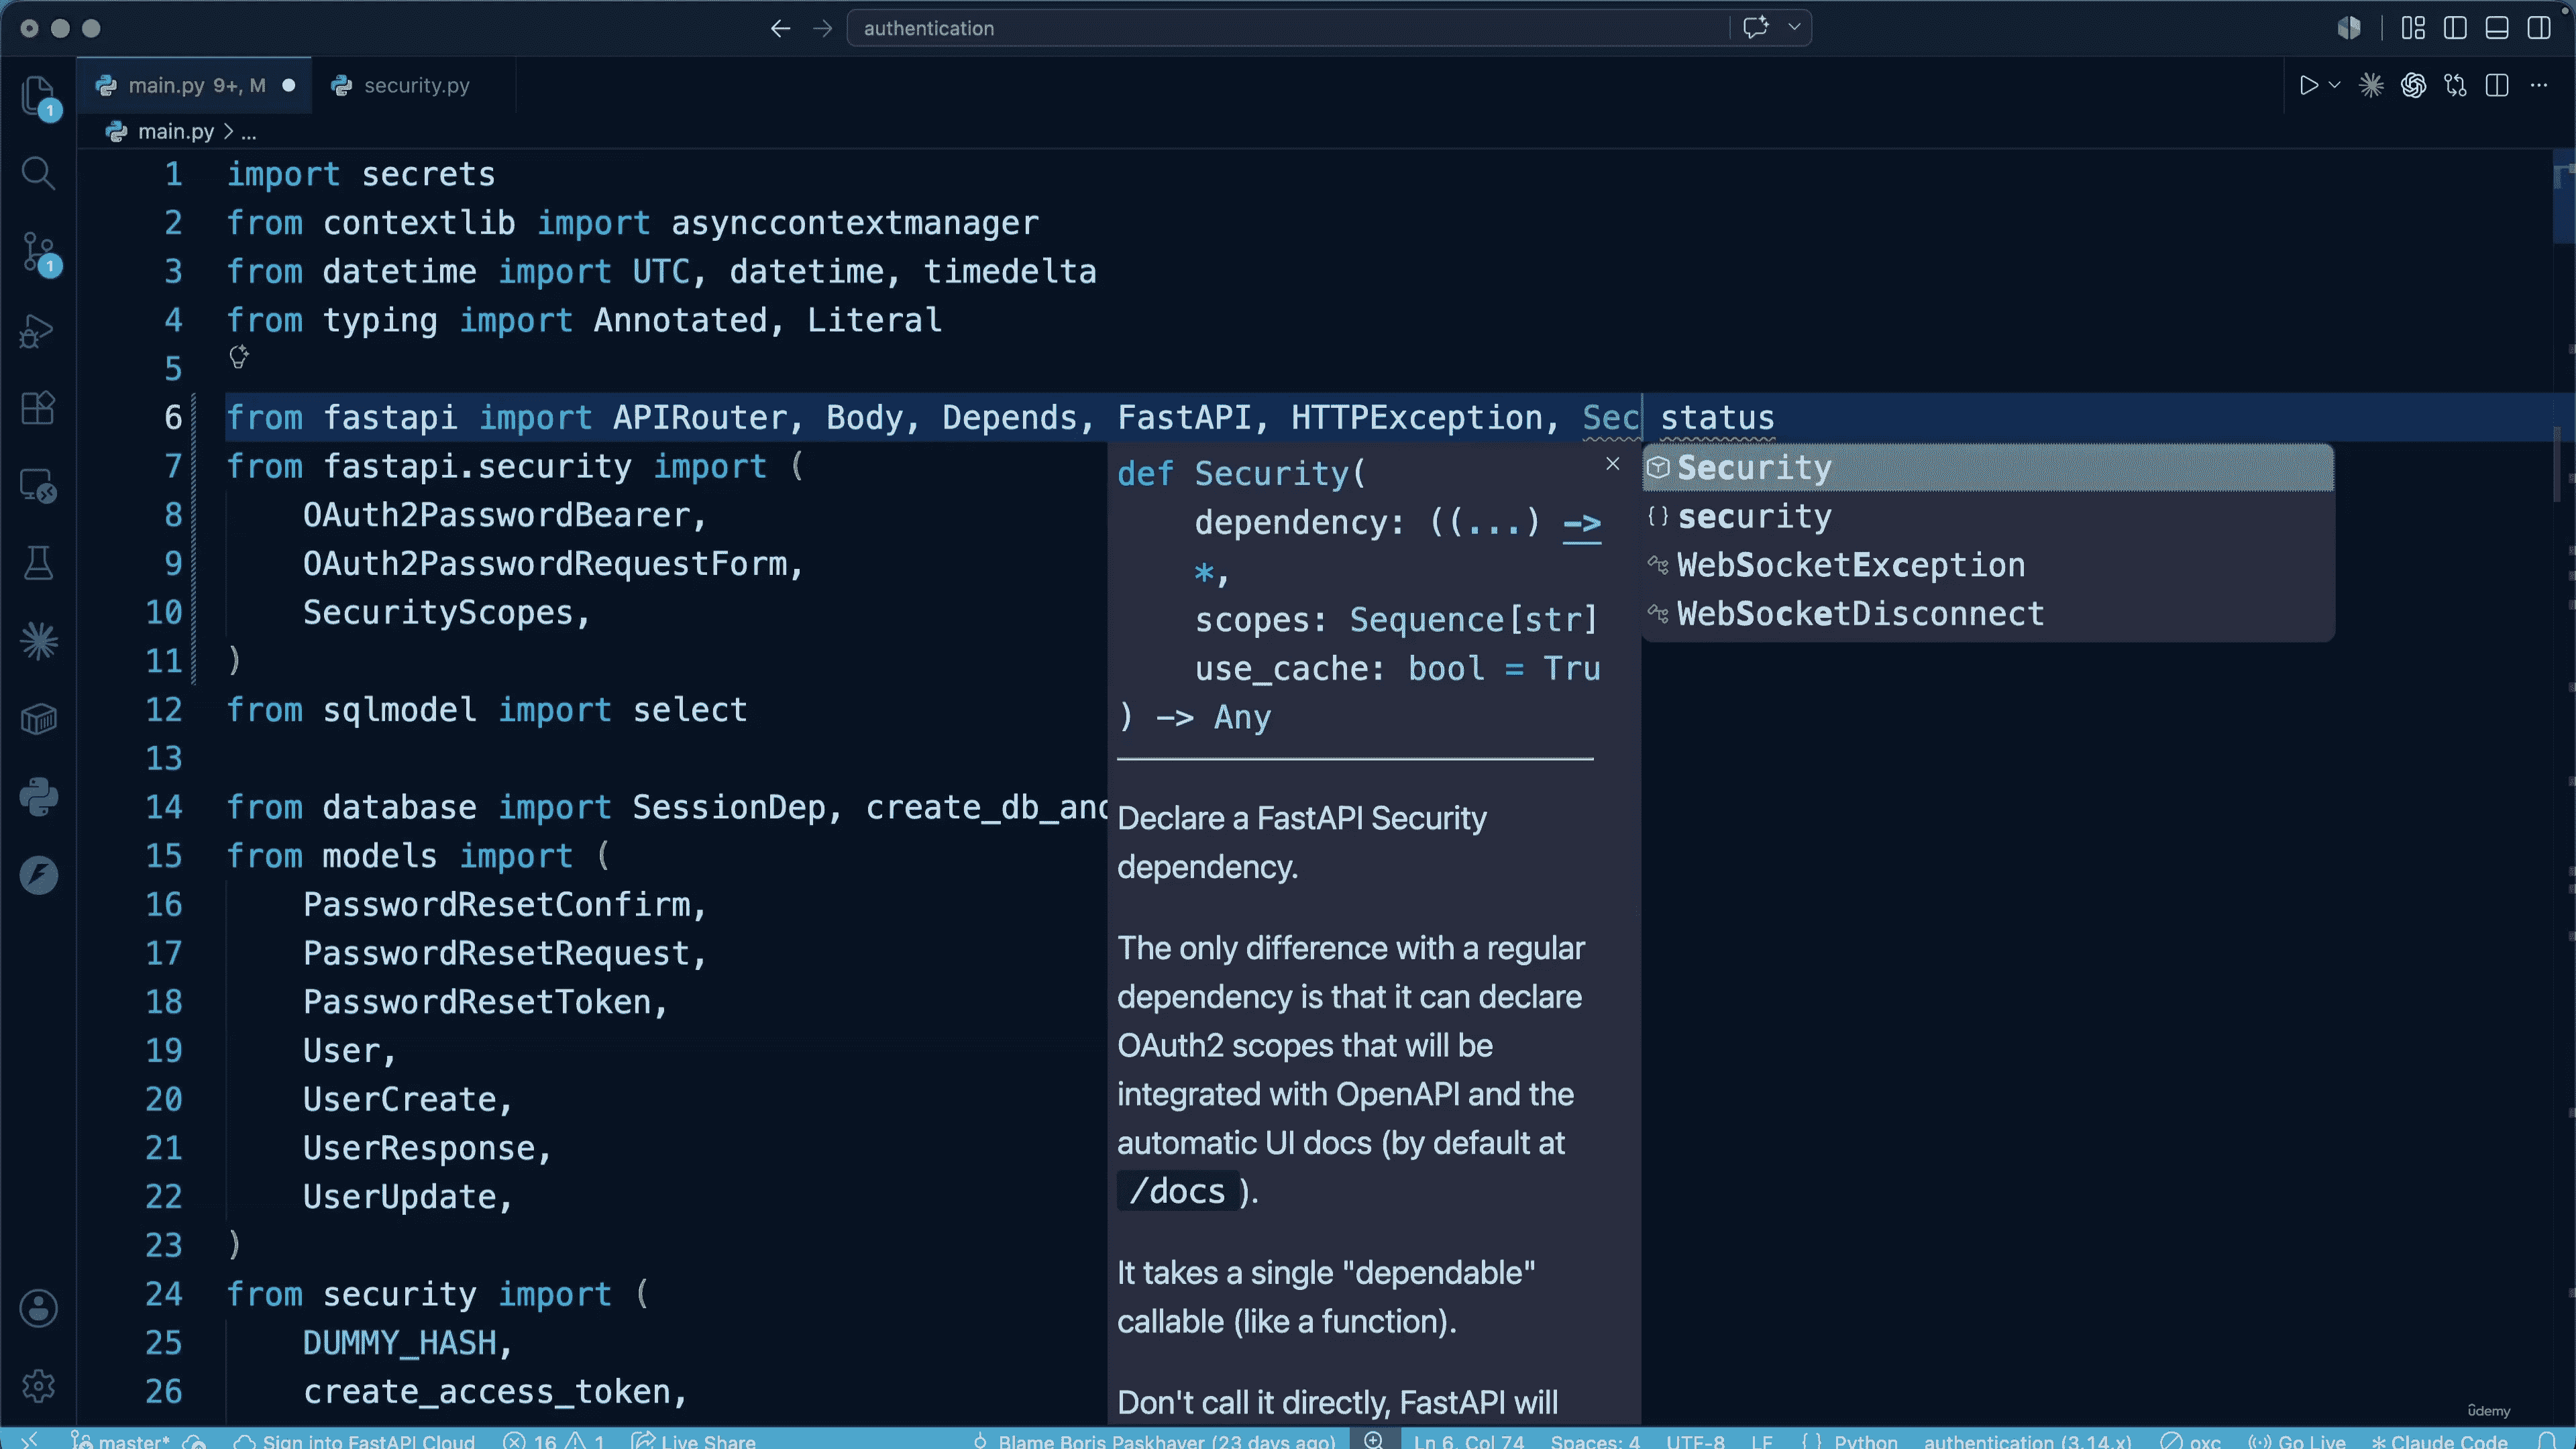 authentication
main.py 9+, M
security.py
main.py > ...
1
1
1 import secrets
2 from contextlib import asynccontextmanager
3 from datetime import UTC, datetime, timedelta
4 from typing import Annotated, Literal
5
6 from fastapi import APIRouter, Body, Depends, FastAPI, HTTPException, Sec status
7 from fastapi.security import (
8 OAuth2PasswordBearer,
9 OAuth2PasswordRequestForm,
10 SecurityScopes,
11 )
12 from sqlmodel import select
13
14 from database import SessionDep, create_db_and
15 from models import (
16 PasswordResetConfirm,
17 PasswordResetRequest,
18 PasswordResetToken,
19 User,
20 UserCreate,
21 UserResponse,
22 UserUpdate,
23 )
24 from security import (
25 DUMMY_HASH,
26 create_access_token,
def Security(
dependency: ((...) ->
*,
scopes: Sequence[str]
use_cache: bool = Tru
) -> Any
Declare a FastAPI Security
dependency.
The only difference with a regular
dependency is that it can declare
OAuth2 scopes that will be
integrated with OpenAPI and the
automatic UI docs (by default at
/docs ).
It takes a single "dependable"
callable (like a function).
Don't call it directly, FastAPI will
Security
{} security
WebSocketException
WebSocketDisconnect
ûdemy
master* Sign into FastAPI Cloud 16 1 Live Share Blame Boris Paskhaver (23 days ago) Ln 6, Col 74 Spaces: 4 UTF-8 LF {} Python authentication (3.14.x) oxc Go Live Claude Code